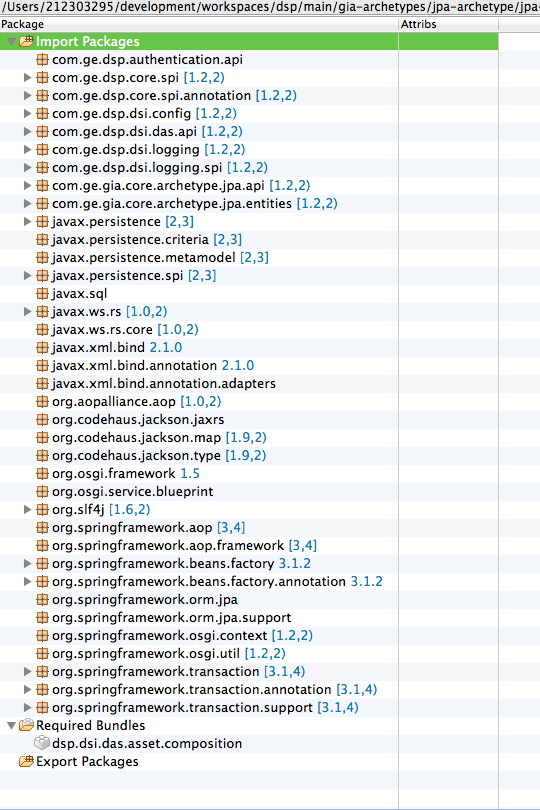 /Users/212303295/development/workspaces/dsp/main/gia-archetypes/jpa-archetype/jpa-
Package Attribs
Import Packages
com.ge.dsp.authentication.api
com.ge.dsp.core.spi [1.2,2)
com.ge.dsp.core.spi.annotation [1.2,2)
com.ge.dsp.dsi.config [1.2,2)
com.ge.dsp.dsi.das.api [1.2,2)
com.ge.dsp.dsi.logging [1.2,2)
com.ge.dsp.dsi.logging.spi [1.2,2)
com.ge.gia.core.archetype.jpa.api [1.2,2)
com.ge.gia.core.archetype.jpa.entities [1.2,2)
javax.persistence [2,3]
javax.persistence.criteria [2,3]
javax.persistence.metamodel [2,3]
javax.persistence.spi [2,3]
javax.sql
javax.ws.rs [1.0,2)
javax.ws.rs.core [1.0,2)
javax.xml.bind 2.1.0
javax.xml.bind.annotation 2.1.0
javax.xml.bind.annotation.adapters
org.aopalliance.aop [1.0,2)
org.codehaus.jackson.jaxrs
org.codehaus.jackson.map [1.9,2)
org.codehaus.jackson.type [1.9,2)
org.osgi.framework 1.5
org.osgi.service.blueprint
org.slf4j [1.6,2)
org.springframework.aop [3,4]
org.springframework.aop.framework [3,4]
org.springframework.beans.factory 3.1.2
org.springframework.beans.factory.annotation 3.1.2
org.springframework.orm.jpa
org.springframework.orm.jpa.support
org.springframework.osgi.context [1.2,2)
org.springframework.osgi.util [1.2,2)
org.springframework.transaction [3.1,4)
org.springframework.transaction.annotation [3.1,4)
org.springframework.transaction.support [3.1,4)
Required Bundles
dsp.dsi.das.asset.composition
Export Packages